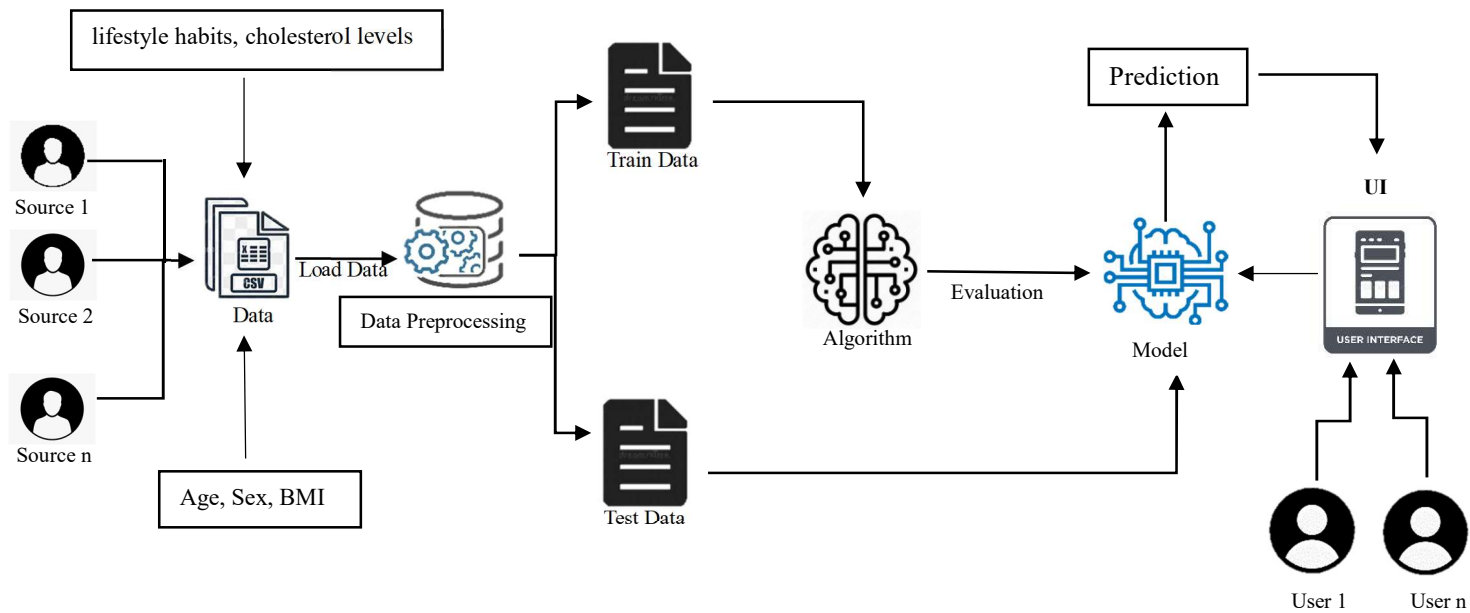 lifestyle habits, cholesterol levels
Prediction
Train Data
UI
Source 1
Source 2
CSV
Load Data
Data
Data Preprocessing
Evaluation
Algorithm
Model
USER INTERFACE
Source n
Age, Sex, BMI
Test Data
User 1
User n